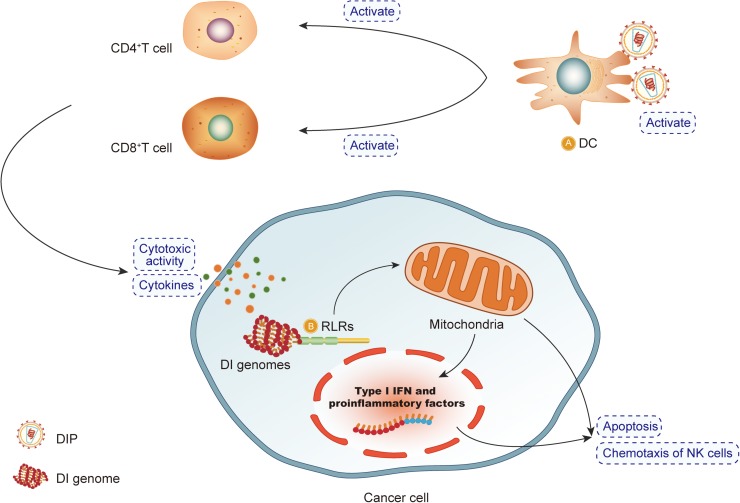 Activate
CD4⁺T cell
CD8⁺T cell
Activate
Activate
A DC
Cytotoxic
activity
Cytokines
B RLRs
DI genomes
Mitochondria
Type I IFN and
proinflammatory factors
Apoptosis
Chemotaxis of NK cells
DIP
DI genome
Cancer cell